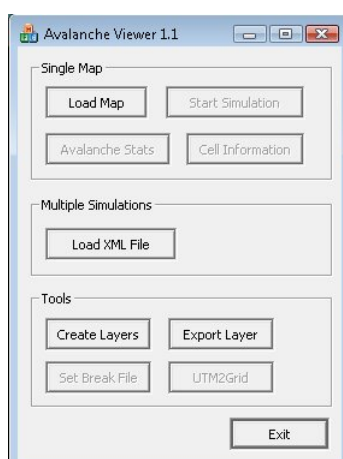 Avalanche Viewer 1.1
Single Map
Load Map Start Simulation
Avalanche Stats Cell Information
Multiple Simulations
Load XML File
Tools
Create Layers Export Layer
Set Break File UTM2Grid
Exit